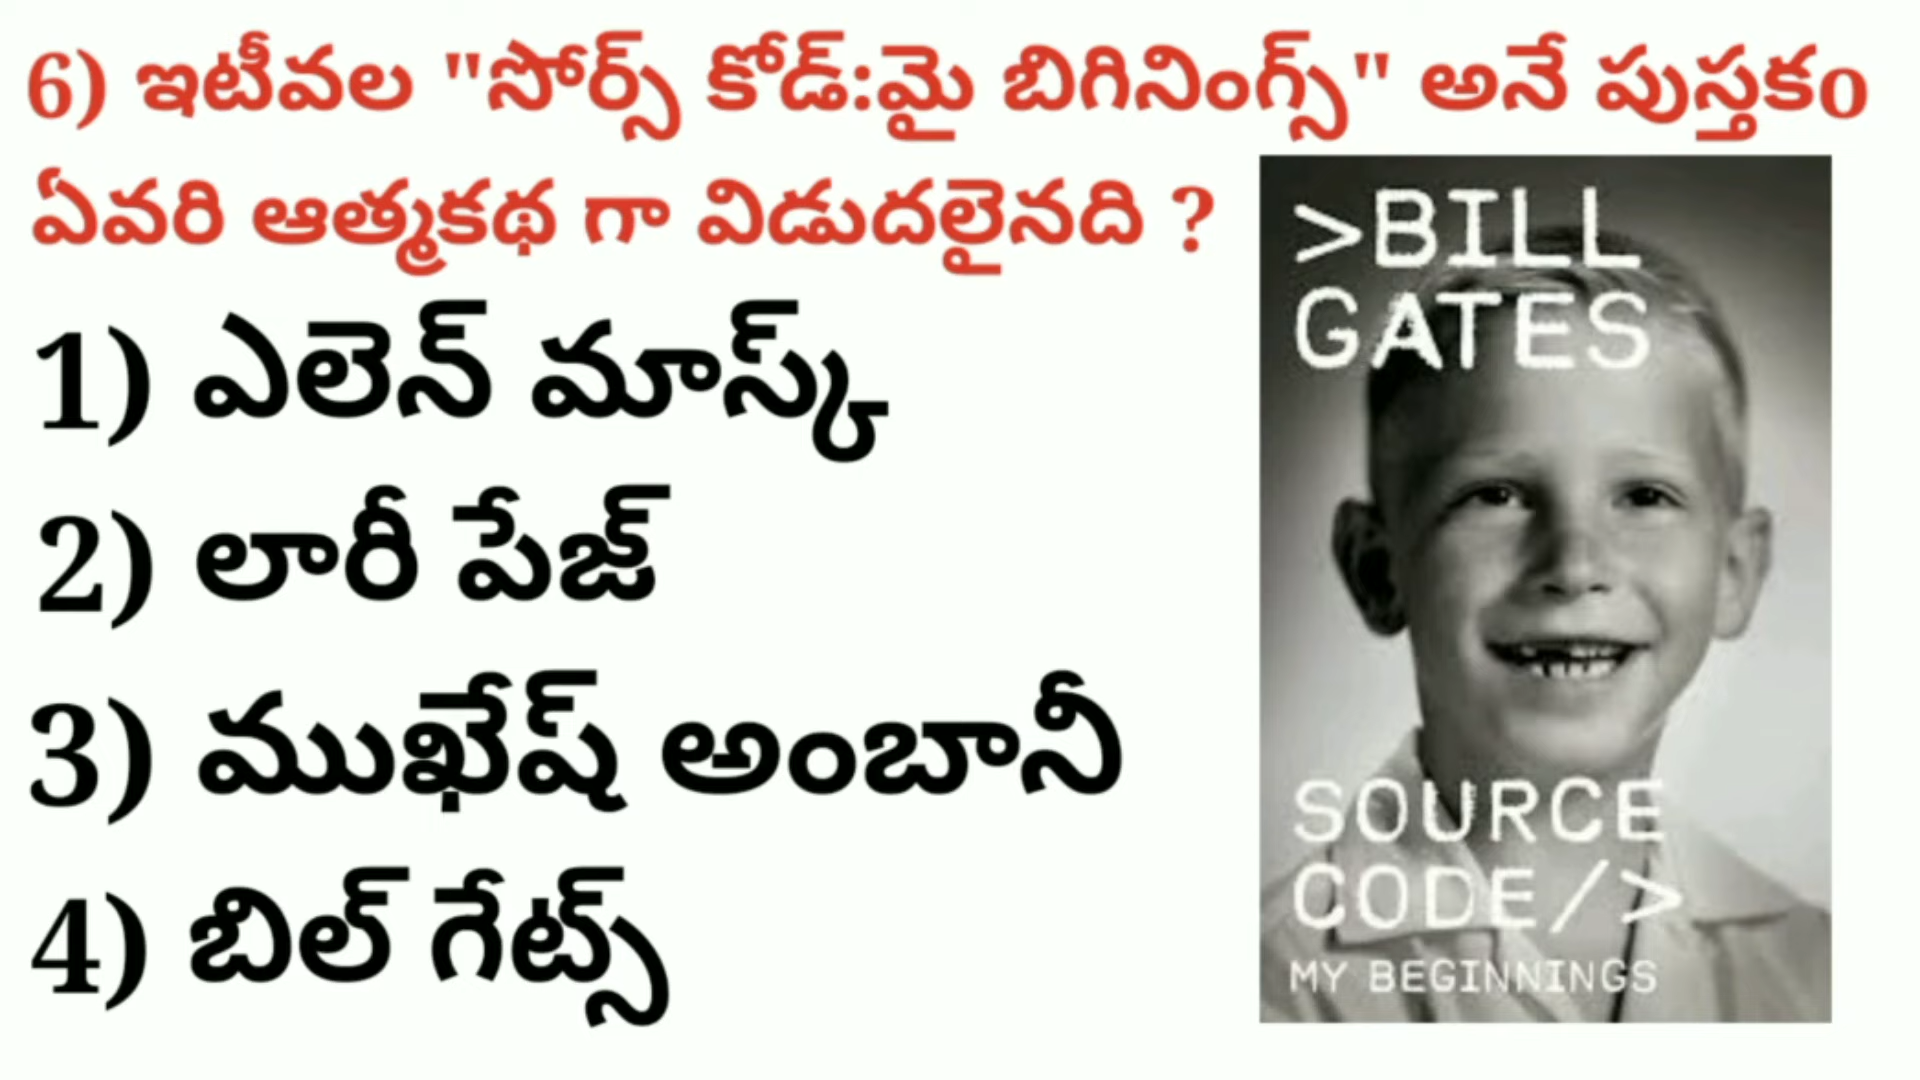 6) ఇటీవల "సోర్స్ కోడ్:మై బిగినింగ్స్" అనే పుస్తకం
ఏవరి ఆత్మకథ గా విడుదలైనది ?
1) ఎలెన్ మాస్క్
2) లారీ పేజ్
3) ముఖేష్ అంబానీ
4) బిల్ గేట్స్
>BILL
GATES
SOURCE
CODE/>
MY BEGINNINGS